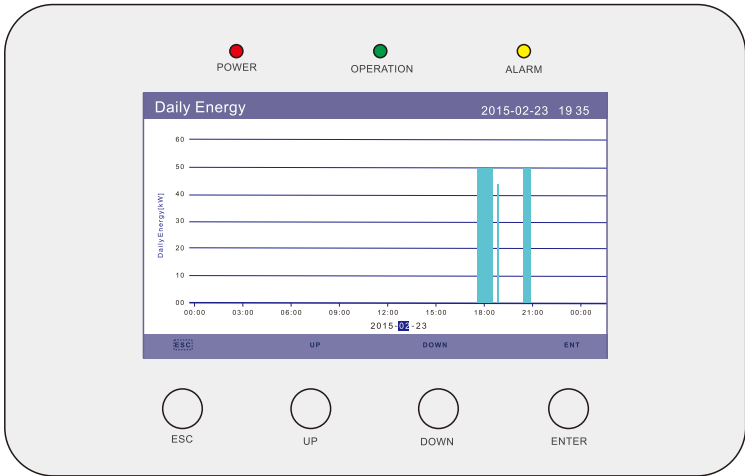 POWER OPERATION ALARM
Daily Energy 2015-02-23 19 35
60
50
40
30
20
10
00
Daily Energy[kW]
00:00 03:00 06:00 09:00 12:00 15:00 18:00 21:00 00:00
2015-02-23
ESC UP DOWN ENT
ESC UP DOWN ENTER